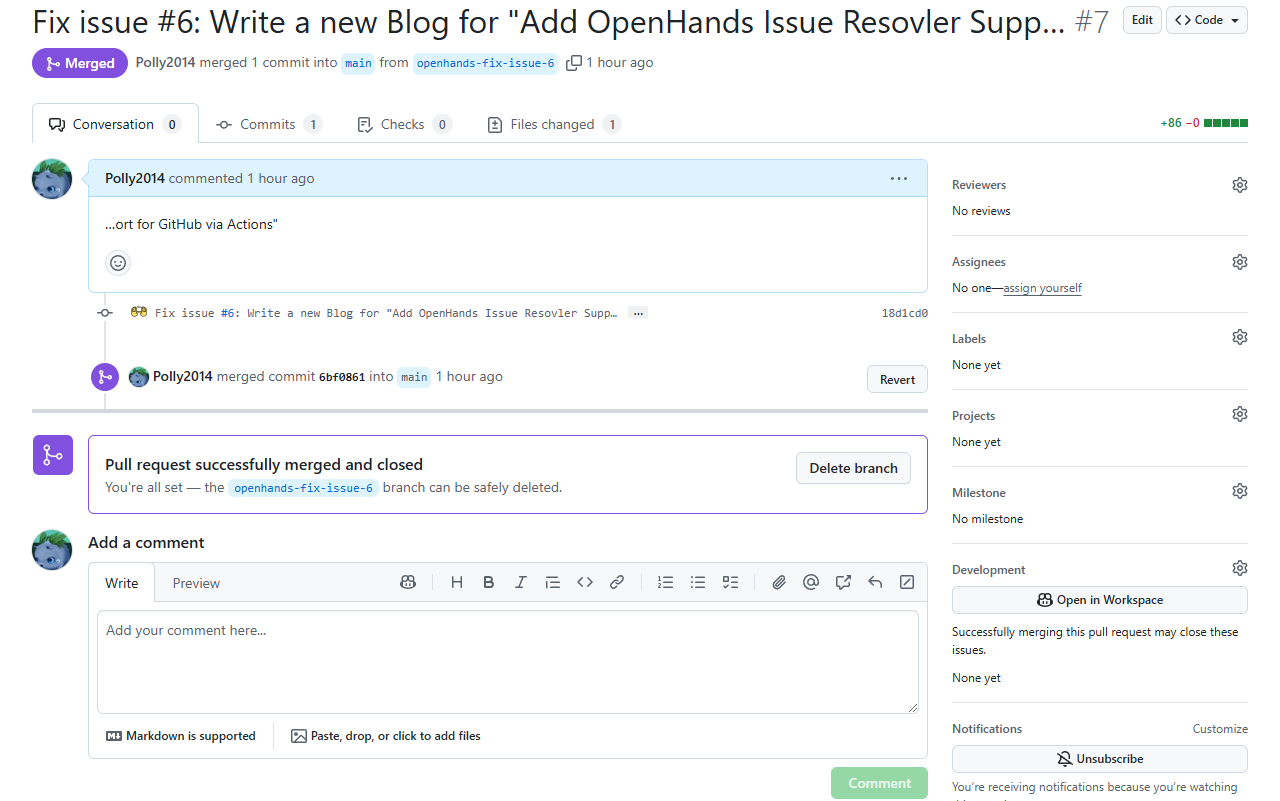 Fix issue #6: Write a new Blog for "Add OpenHands Issue Resovler Supp... #7
Edit
Code
Merged
Polly2014 merged 1 commit into main from openhands-fix-issue-6 1 hour ago
Conversation 0
Commits 1
Checks 0
Files changed 1
+86 −0
Polly2014 commented 1 hour ago
...
...ort for GitHub via Actions"
Fix issue #6: Write a new Blog for "Add OpenHands Issue Resovler Supp… ...
18d1cd0
Polly2014 merged commit 6bf0861 into main 1 hour ago
Revert
Pull request successfully merged and closed
You're all set — the openhands-fix-issue-6 branch can be safely deleted.
Delete branch
Add a comment
Write
Preview
H B I
Add your comment here...
Markdown is supported
Paste, drop, or click to add files
Comment
Reviewers
No reviews
Assignees
No one—assign yourself
Labels
None yet
Projects
None yet
Milestone
No milestone
Development
Open in Workspace
Successfully merging this pull request may close these
issues.
None yet
Notifications
Customize
Unsubscribe
You're receiving notifications because you're watching